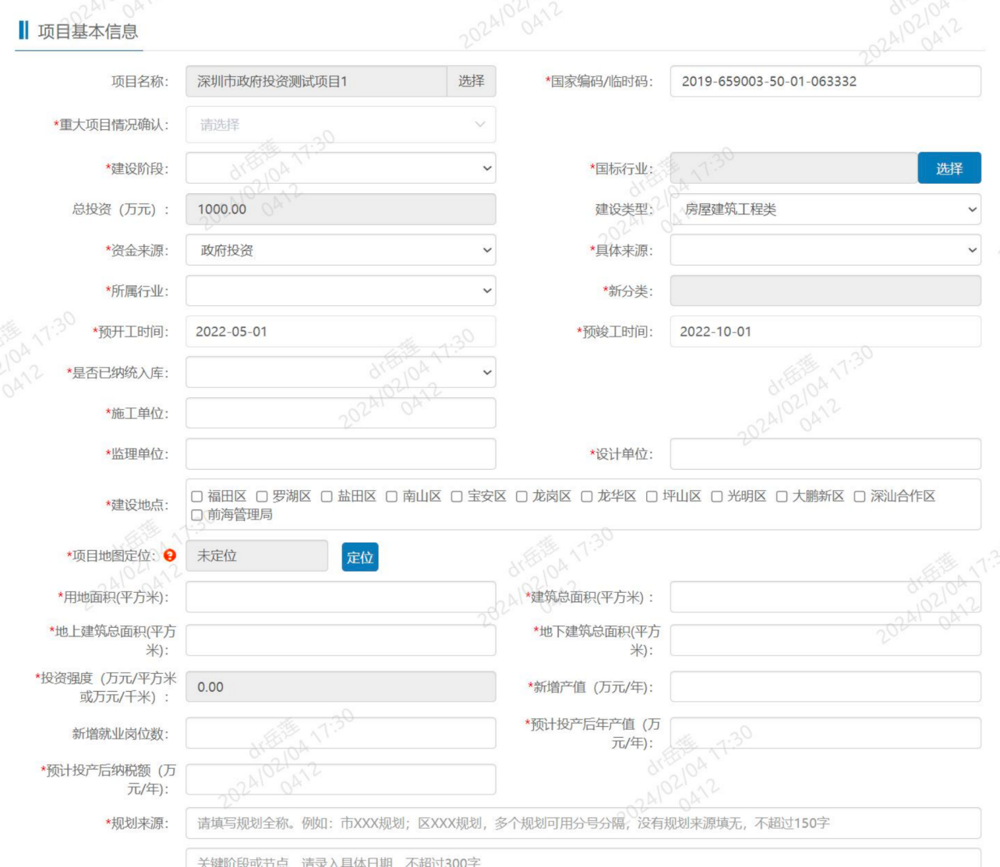 项目基本信息
项目名称: 深圳市政府投资测试项目1 选择 *国家编码/临时码: 2019-659003-50-01-063332
*重大项目情况确认: 请选择
*建设阶段: *国标行业: 选择
总投资（万元）: 1000.00 建设类型: 房屋建筑工程类
*资金来源: 政府投资 *具体来源:
*所属行业: *新分类:
*预开工时间: 2022-05-01 *预竣工时间: 2022-10-01
*是否已纳统入库:
*施工单位:
*监理单位: *设计单位:
*建设地点: 福田区 罗湖区 盐田区 南山区 宝安区 龙岗区 龙华区 坪山区 光明区 大鹏新区 深汕合作区
前海管理局
*项目地图定位: 未定位 定位
*用地面积(平方米): *建筑总面积(平方米):
*地上建筑总面积(平方 *地下建筑总面积(平方
米): 米):
*投资强度（万元/平方米
或万元/千米）: 0.00 *新增产值（万元/年):
新增就业岗位数: *预计投产后年产值（万
元/年):
*预计投产后纳税额（万
元/年):
*规划来源: 请填写规划全称。例如：市XXX规划；区XXX规划，多个规划可用分号分隔，没有规划来源填无，不超过150字
关键阶段或节点，请录入具体日期，不超过300字
dr岳莲 2024/02/04 17:30
0412